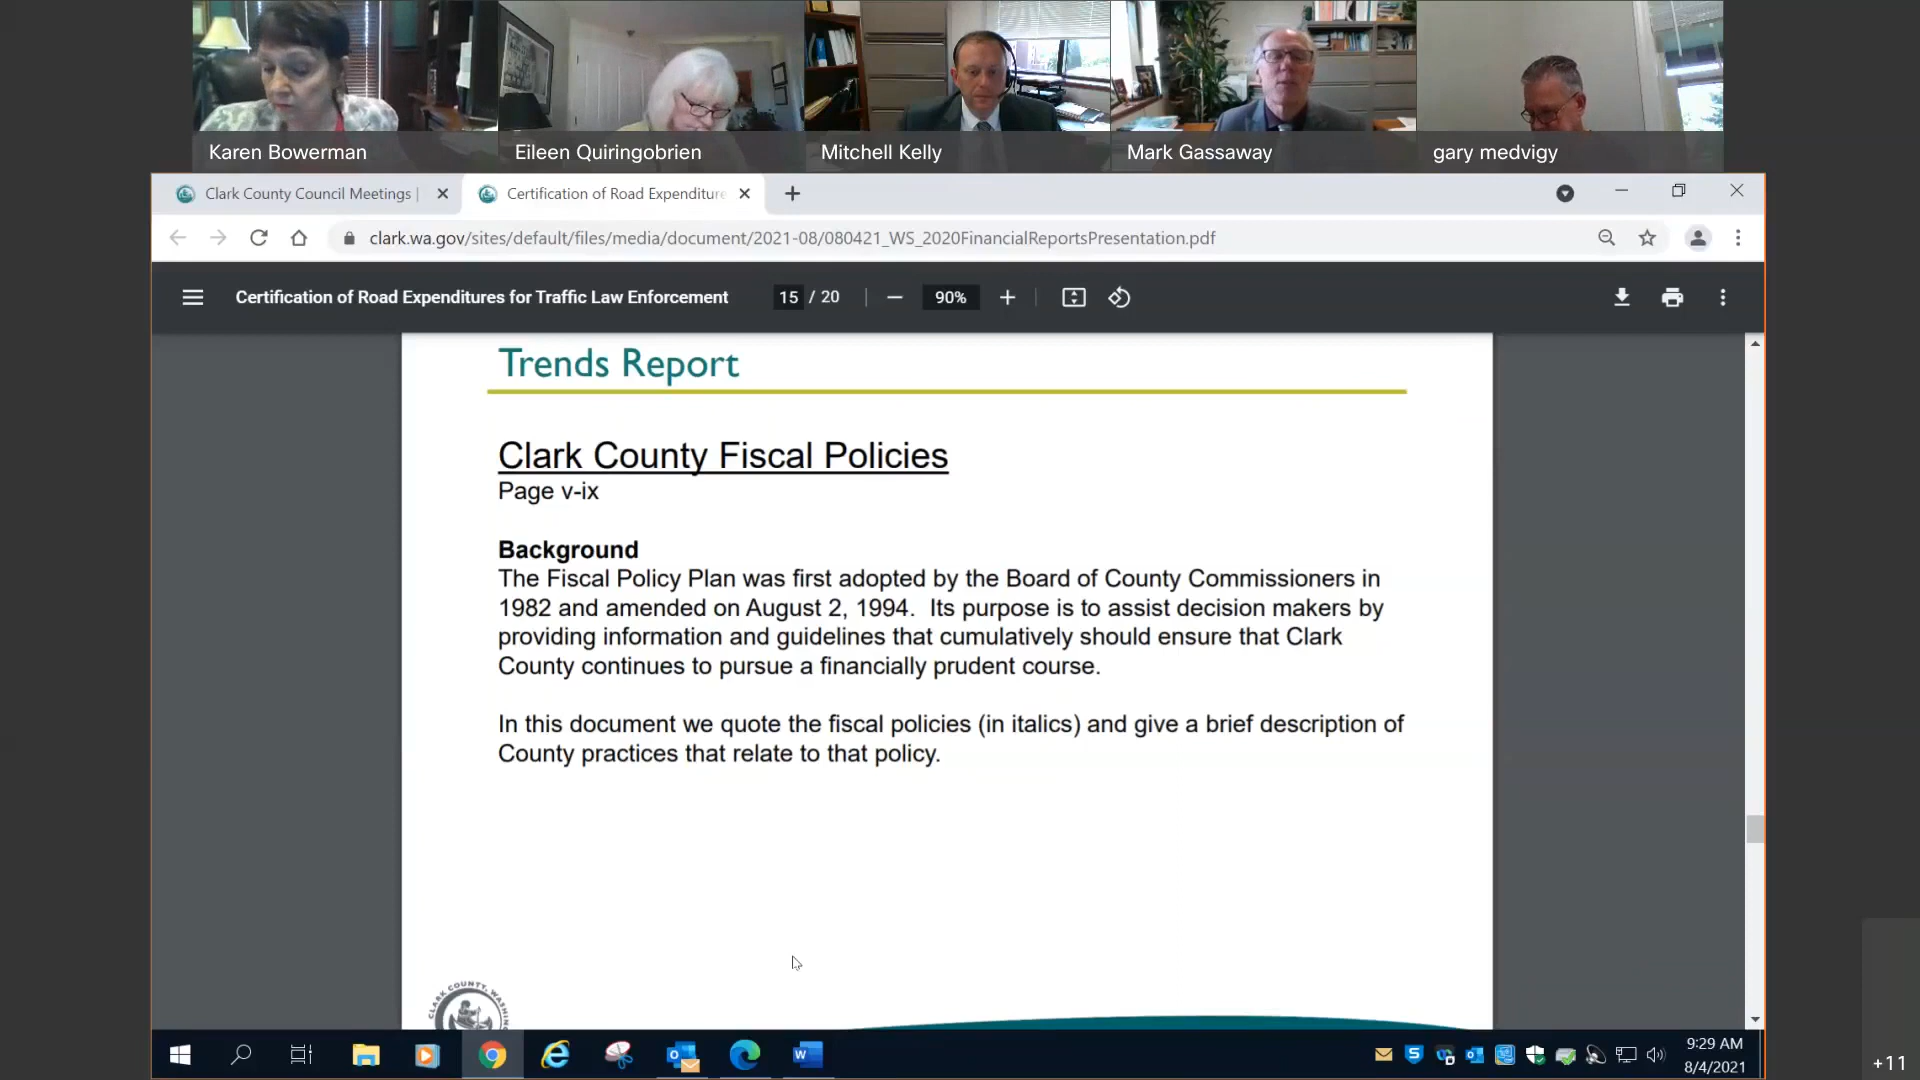 Karen Bowerman
Eileen Quiringobrien
Mitchell Kelly
Mark Gassaway
gary medvigy
Clark County Council Meetings |
Certification of Road Expenditure
clark.wa.gov/sites/default/files/media/document/2021-08/080421_WS_2020FinancialReportsPresentation.pdf
Certification of Road Expenditures for Traffic Law Enforcement
15 / 20
90%
Trends Report
Clark County Fiscal Policies
Page v-ix
Background
The Fiscal Policy Plan was first adopted by the Board of County Commissioners in
1982 and amended on August 2, 1994. Its purpose is to assist decision makers by
providing information and guidelines that cumulatively should ensure that Clark
County continues to pursue a financially prudent course.
In this document we quote the fiscal policies (in italics) and give a brief description of
County practices that relate to that policy.
CLARK COUNTY, WASHING
9:29 AM
8/4/2021
+11